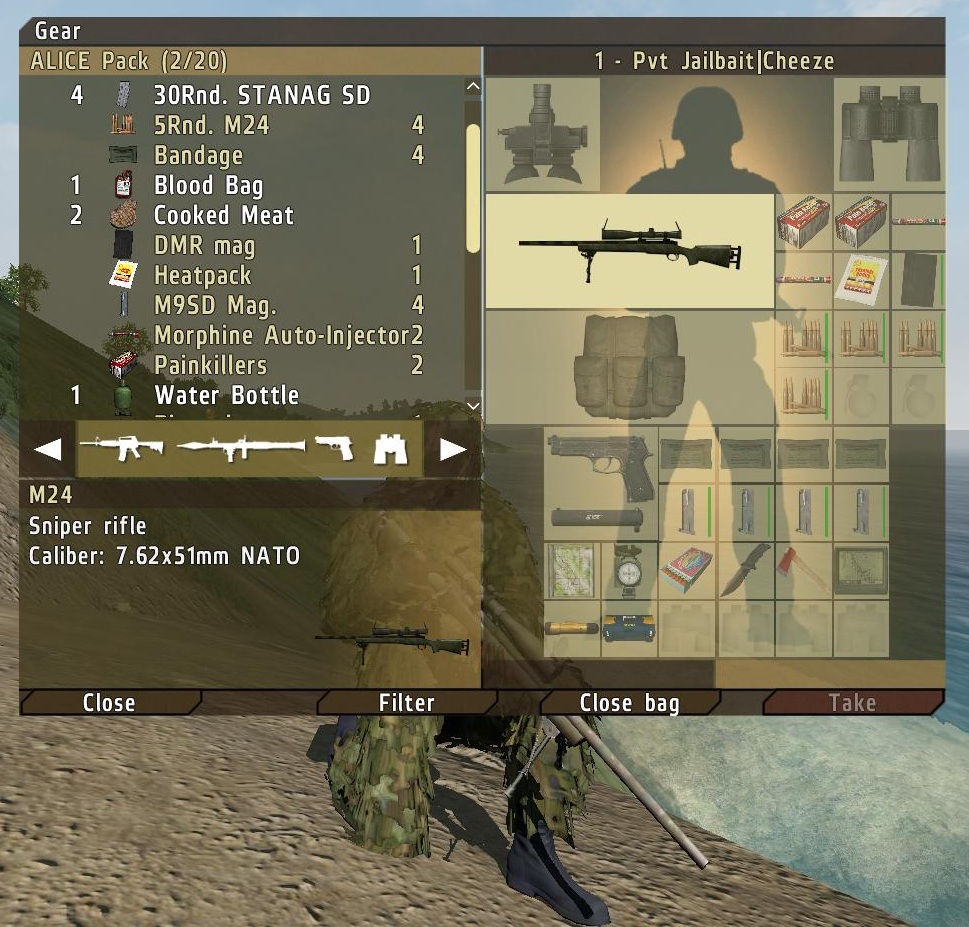 Gear
ALICE Pack (2/20)
1 - Pvt Jailbait|Cheeze
4 30Rnd. STANAG SD
5Rnd. M24 4
Bandage 4
1 Blood Bag
2 Cooked Meat
DMR mag 1
Heatpack 1
M9SD Mag. 4
Morphine Auto-Injector2
Painkillers 2
1 Water Bottle
M24
Sniper rifle
Caliber: 7.62x51mm NATO
Close
Filter
Close bag
Take